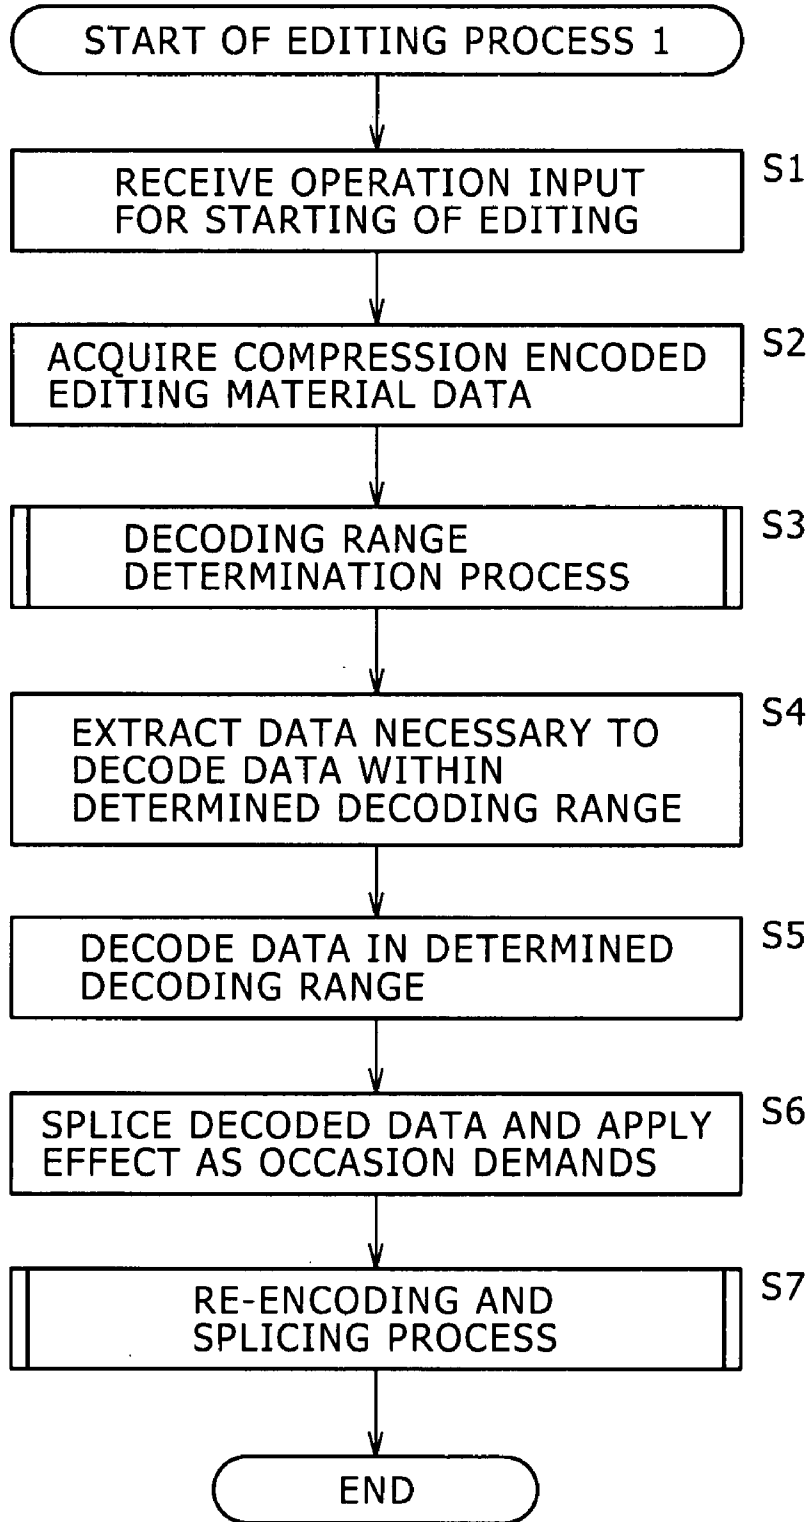 START OF EDITING PROCESS 1
S1
RECEIVE OPERATION INPUT
FOR STARTING OF EDITING
S2
ACQUIRE COMPRESSION ENCODED
EDITING MATERIAL DATA
S3
DECODING RANGE
DETERMINATION PROCESS
S4
EXTRACT DATA NECESSARY TO
DECODE DATA WITHIN
DETERMINED DECODING RANGE
S5
DECODE DATA IN DETERMINED
DECODING RANGE
S6
SPLICE DECODED DATA AND APPLY
EFFECT AS OCCASION DEMANDS
S7
RE-ENCODING AND
SPLICING PROCESS
END